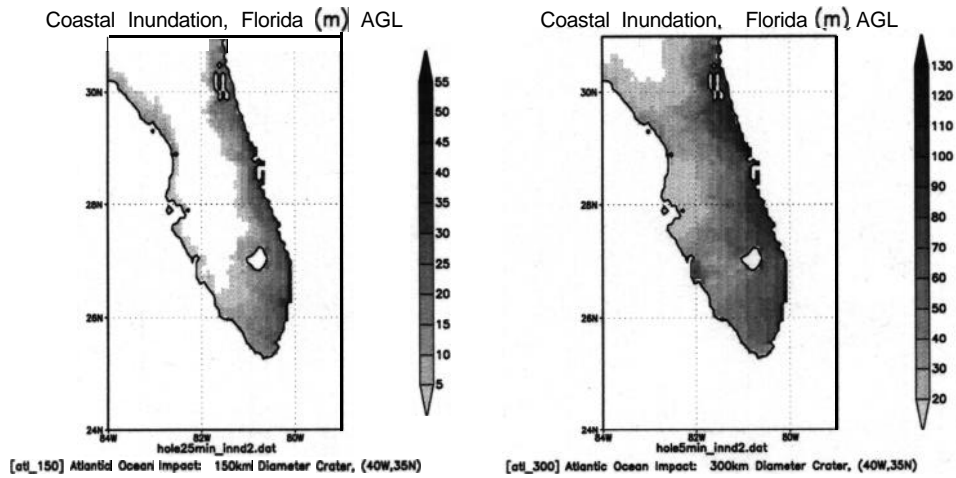 Coastal Inundation, Florida (m) AGL
55
50
45
40
35
30
25
20
15
10
5
30N
28N
26N
24N
84W
82W
80W
hole25min_innd2.dat
[atl_150] Atlantic Ocean Impact: 150km Diameter Crater, (40W,35N)
Coastal Inundation, Florida (m) AGL
130
120
110
100
90
80
70
60
50
40
30
20
30N
28N
26N
24N
84W
82W
80W
hole5min_innd2.dat
[atl_300] Atlantic Ocean Impact: 300km Diameter Crater, (40W,35N)